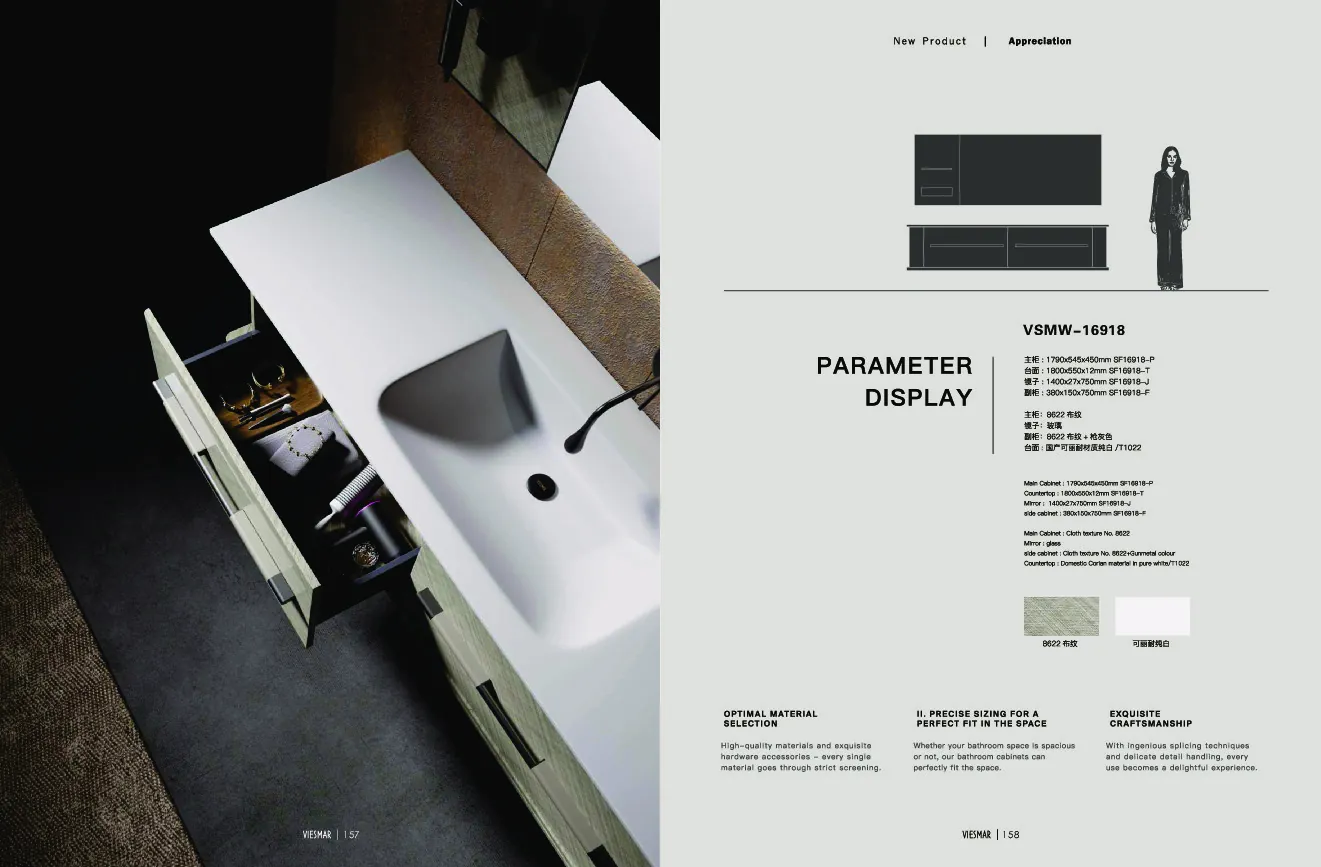 New Product | Appreciation
VSMW-16918
PARAMETER
DISPLAY
主柜：1790x545x450mm SF16918-P
台面：1800x550x12mm SF16918-T
镜子：1400x27x750mm SF16918-J
副柜：380x150x750mm SF16918-F
主柜：8622 布纹
镜子：玻璃
副柜：8622 布纹 + 枪灰色
台面：国产可丽耐材质纯白 /T1022
Main Cabinet : 1790x545x450mm SF16918-P
Countertop : 1800x550x12mm SF16918-T
Mirror : 1400x27x750mm SF16918-J
side cabinet : 380x150x750mm SF16918-F
Main Cabinet : Cloth texture No. 8622
Mirror : glass
side cabinet : Cloth texture No. 8622+Gunmetal colour
Countertop : Domestic Corian material in pure white/T1022
8622 布纹
可丽耐纯白
OPTIMAL MATERIAL
SELECTION
High-quality materials and exquisite
hardware accessories - every single
material goes through strict screening.
II. PRECISE SIZING FOR A
PERFECT FIT IN THE SPACE
Whether your bathroom space is spacious
or not, our bathroom cabinets can
perfectly fit the space.
EXQUISITE
CRAFTSMANSHIP
With ingenious splicing techniques
and delicate detail handling, every
use becomes a delightful experience.
VIESMAR | 157
VIESMAR | 158